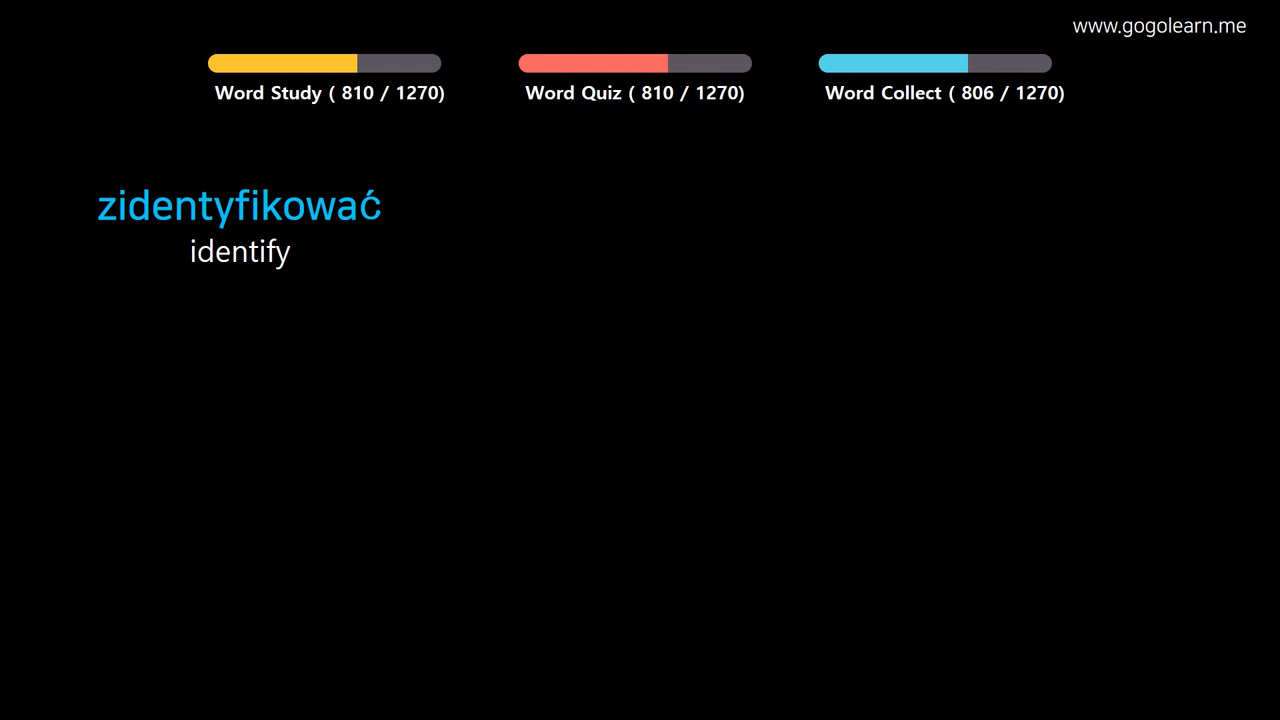 www.gogolearn.me
Word Study ( 810 / 1270)
Word Quiz ( 810 / 1270)
Word Collect ( 806 / 1270)
zidentyfikować
identify